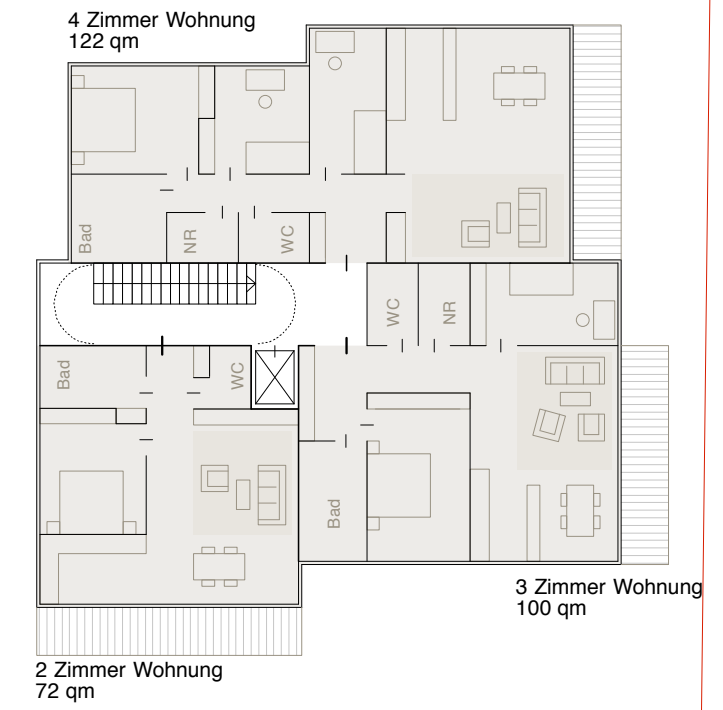 4 Zimmer Wohnung
122 qm
Bad
NR
WC
WC
NR
Bad
WC
Bad
3 Zimmer Wohnung
100 qm
2 Zimmer Wohnung
72 qm